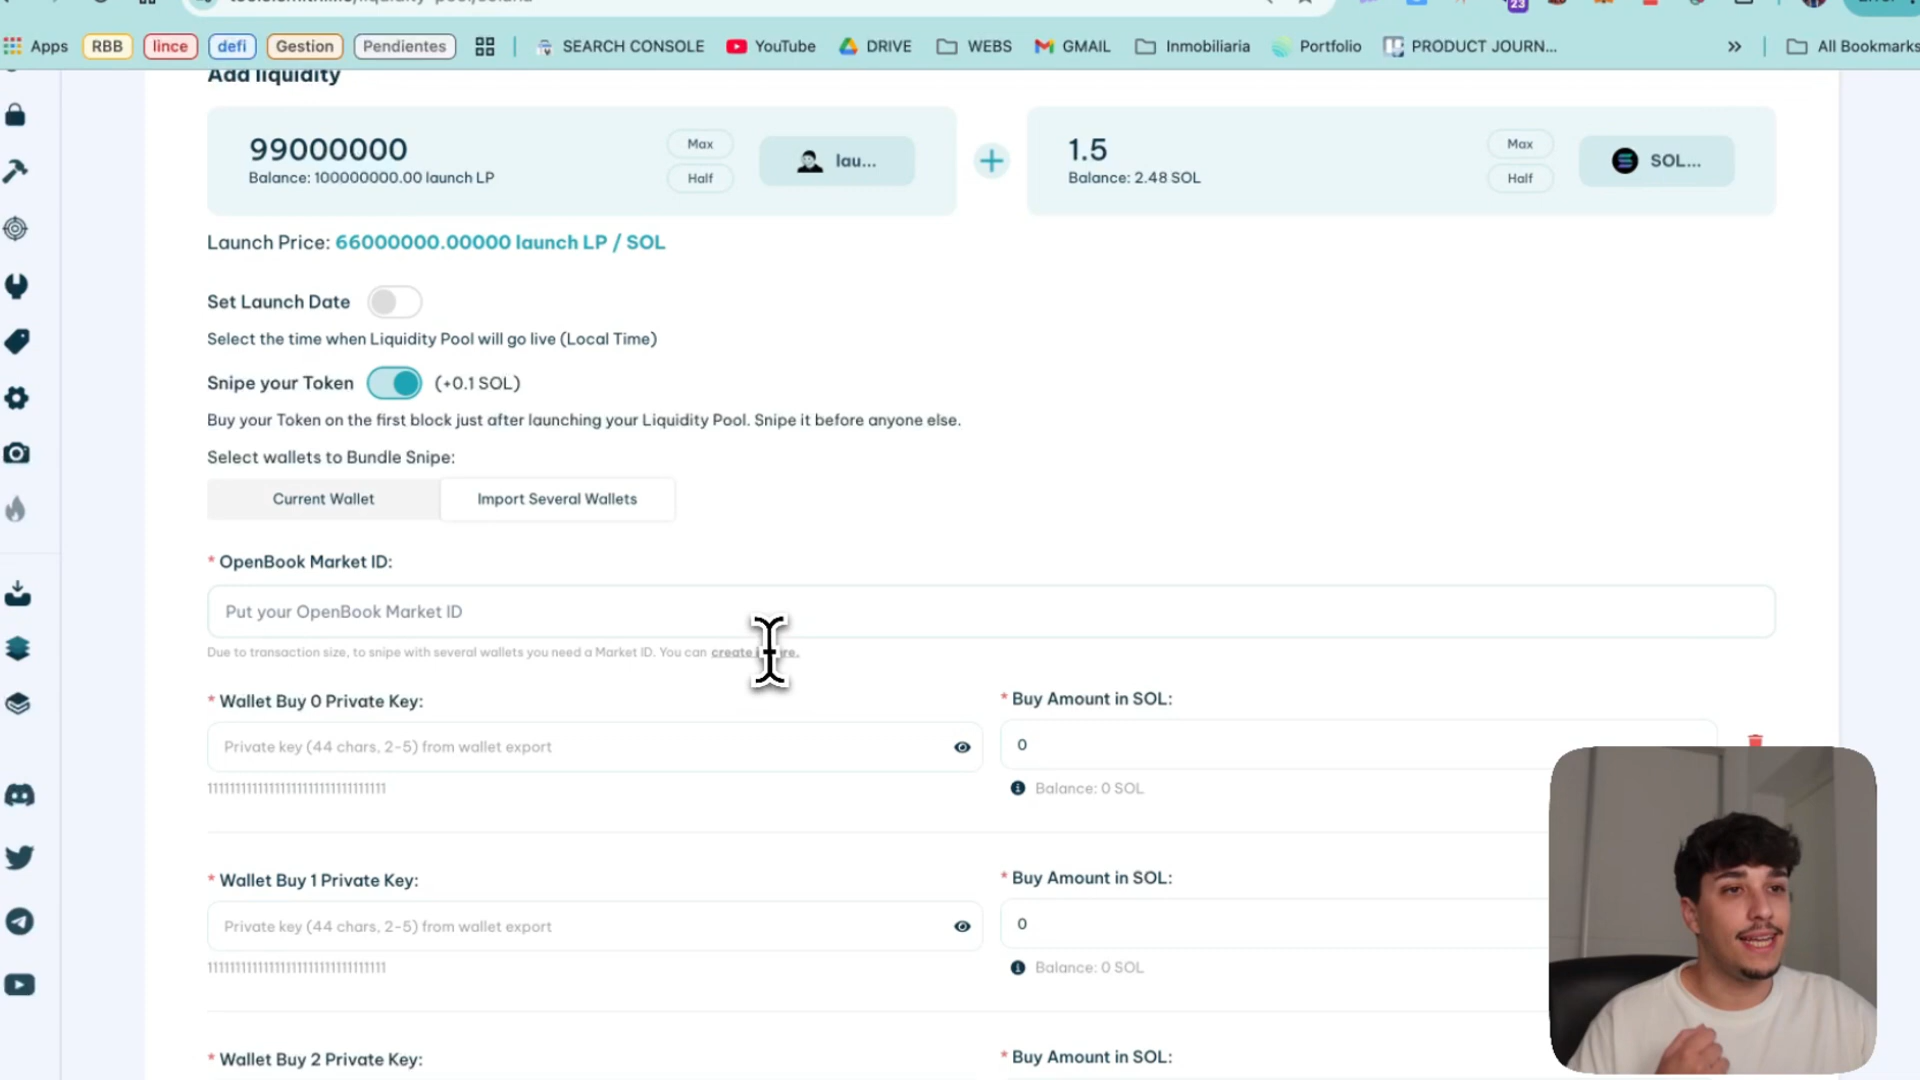 Apps RBB lince defi Gestion Pendientes SEARCH CONSOLE YouTube DRIVE WEBS GMAIL Inmobiliaria Portfolio PRODUCT JOURN... » All Bookmarks
23
Add liquidity
99000000 Max lau... 1.5 Max SOL...
Balance: 100000000.00 launch LP Half Balance: 2.48 SOL Half
Launch Price: 66000000.00000 launch LP / SOL
Set Launch Date
Select the time when Liquidity Pool will go live (Local Time)
Snipe your Token (+0.1 SOL)
Buy your Token on the first block just after launching your Liquidity Pool. Snipe it before anyone else.
Select wallets to Bundle Snipe:
Current Wallet Import Several Wallets
* OpenBook Market ID:
Put your OpenBook Market ID
Due to transaction size, to snipe with several wallets you need a Market ID. You can create
* Wallet Buy 0 Private Key: * Buy Amount in SOL:
Private key (44 chars, 2-5) from wallet export 0
11111111111111111111111111111111 Balance: 0 SOL
* Wallet Buy 1 Private Key: * Buy Amount in SOL:
Private key (44 chars, 2-5) from wallet export 0
11111111111111111111111111111111 Balance: 0 SOL
* Wallet Buy 2 Private Key: * Buy Amount in SOL: